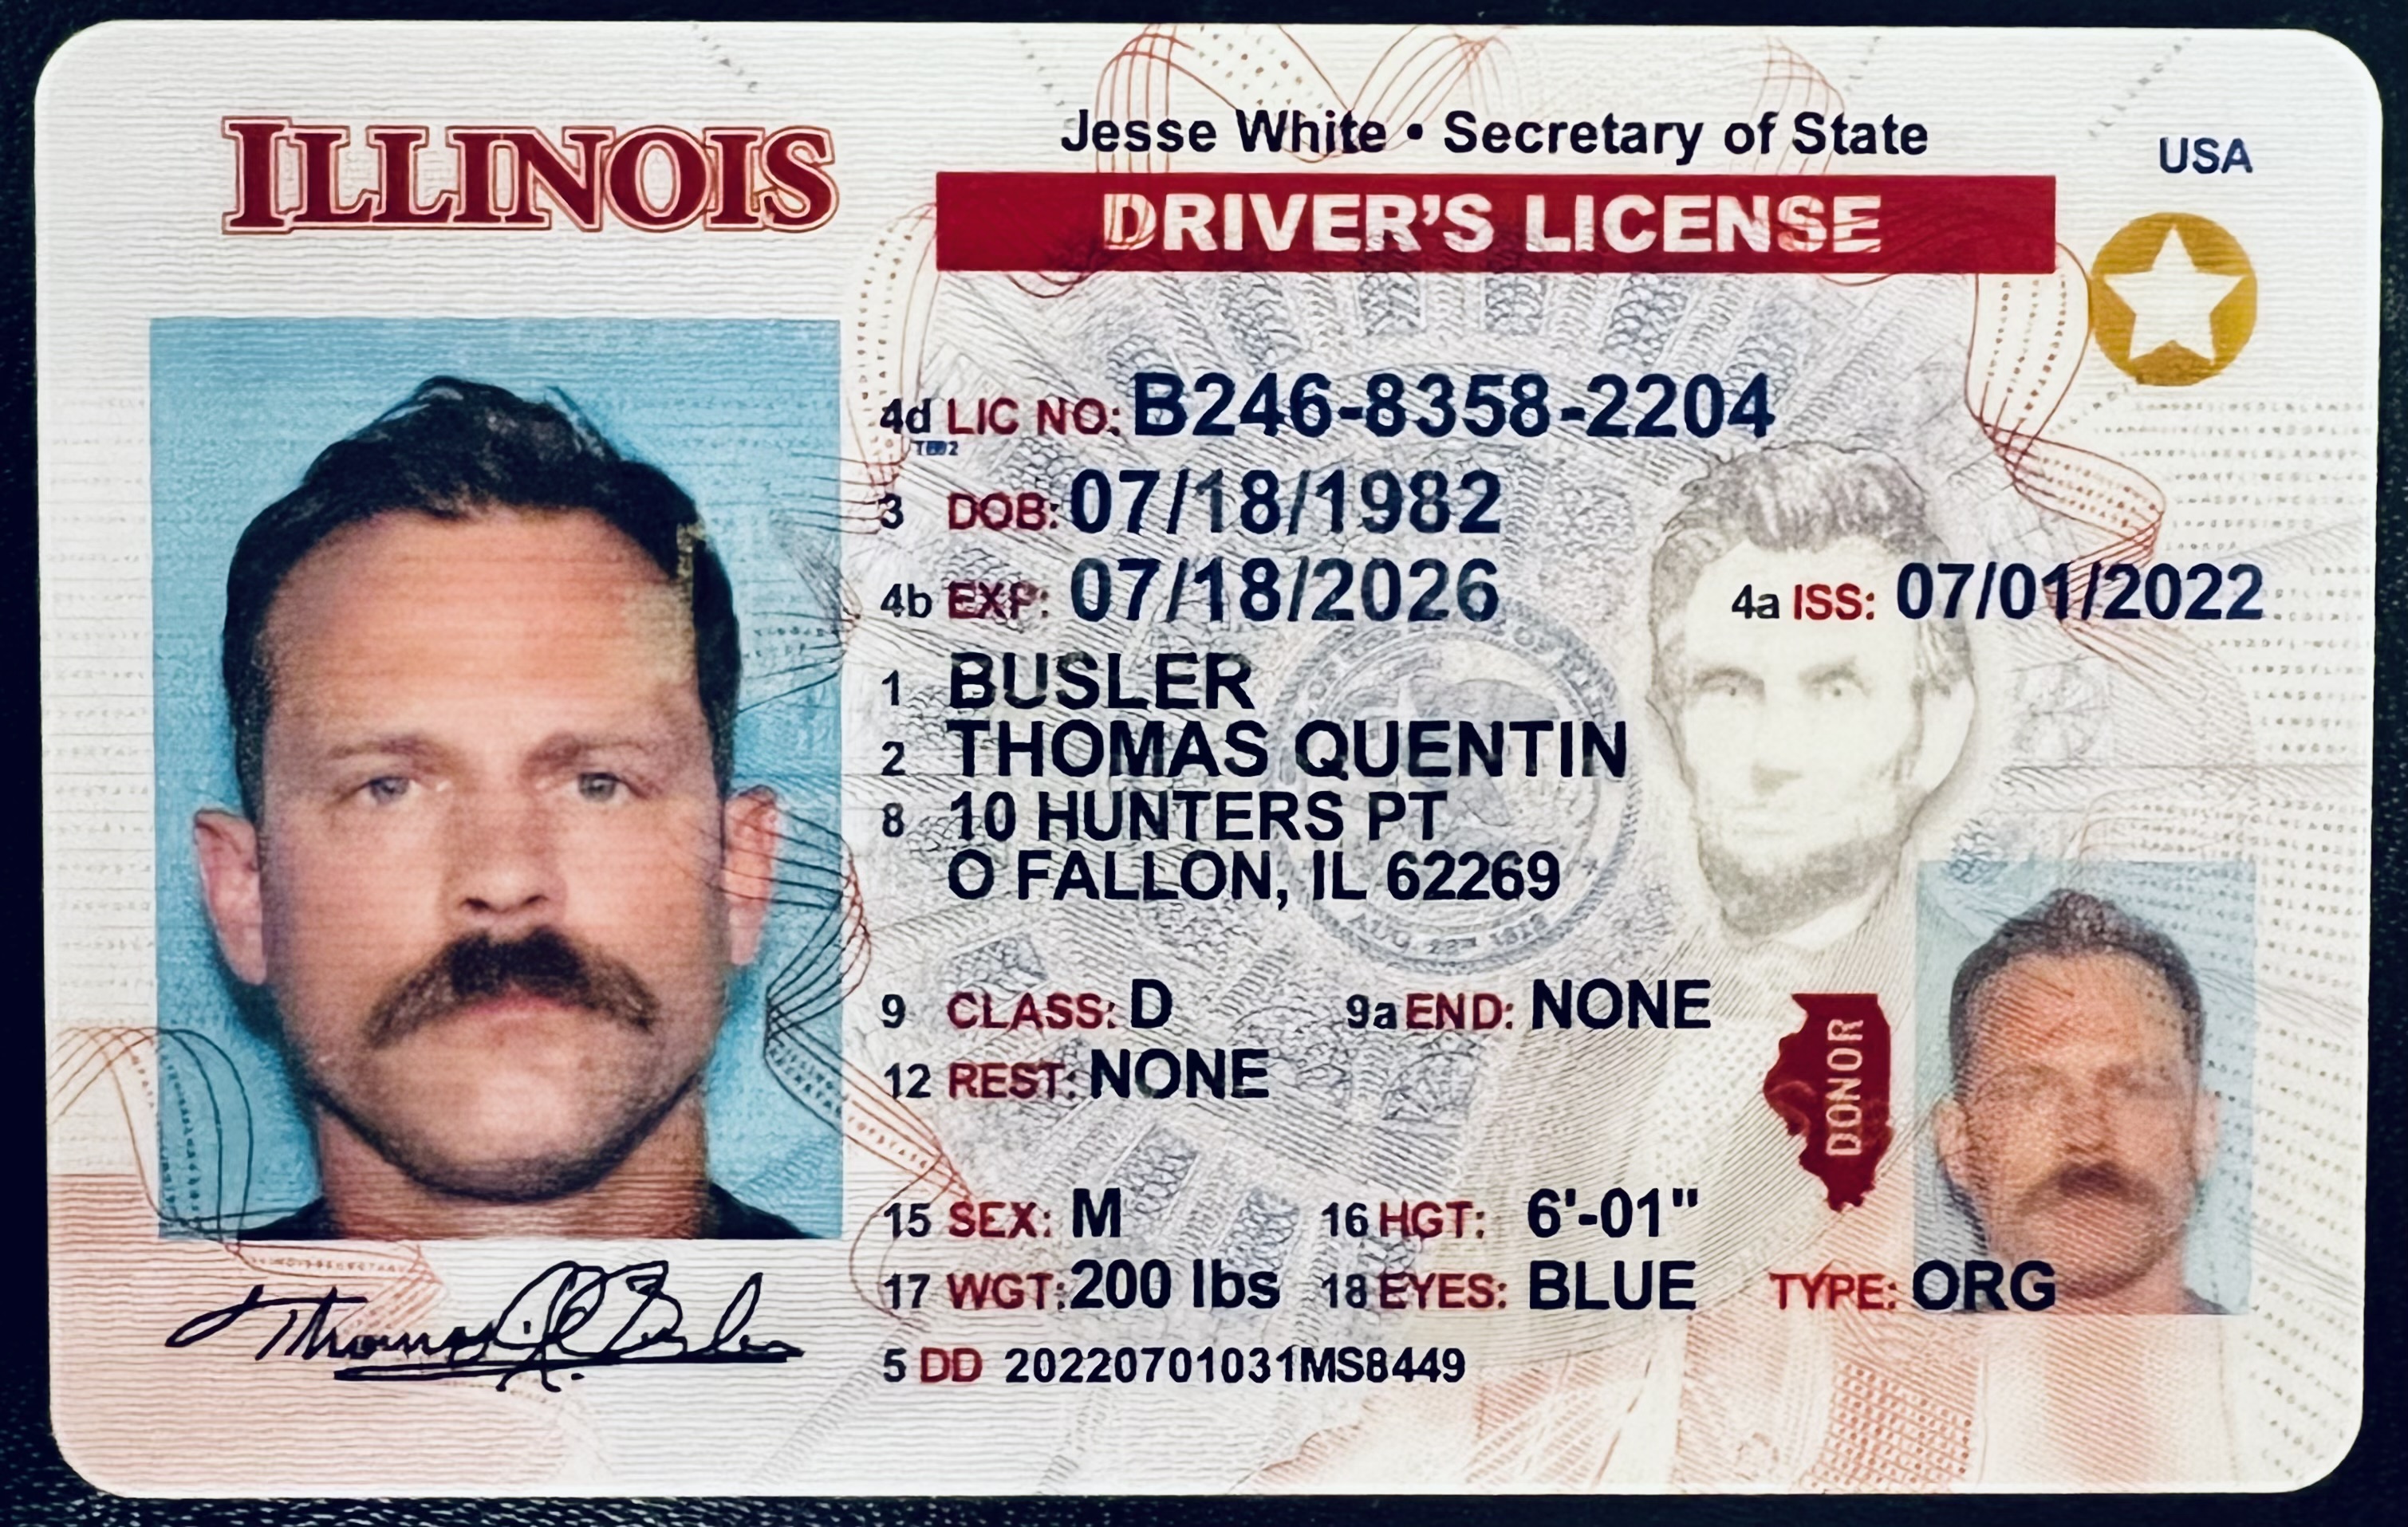 ILLINOIS
Jesse White • Secretary of State
USA
DRIVER'S LICENSE
4d LIC NO: B246-8358-2204
3 DOB: 07/18/1982
4b EXP: 07/18/2026
4a ISS: 07/01/2022
1 BUSLER
2 THOMAS QUENTIN
8 10 HUNTERS PT
O FALLON, IL 62269
9 CLASS: D
9a END: NONE
12 REST: NONE
DONOR
15 SEX: M
16 HGT: 6'-01"
17 WGT: 200 lbs
18 EYES: BLUE
TYPE: ORG
5 DD 20220701031MS8449